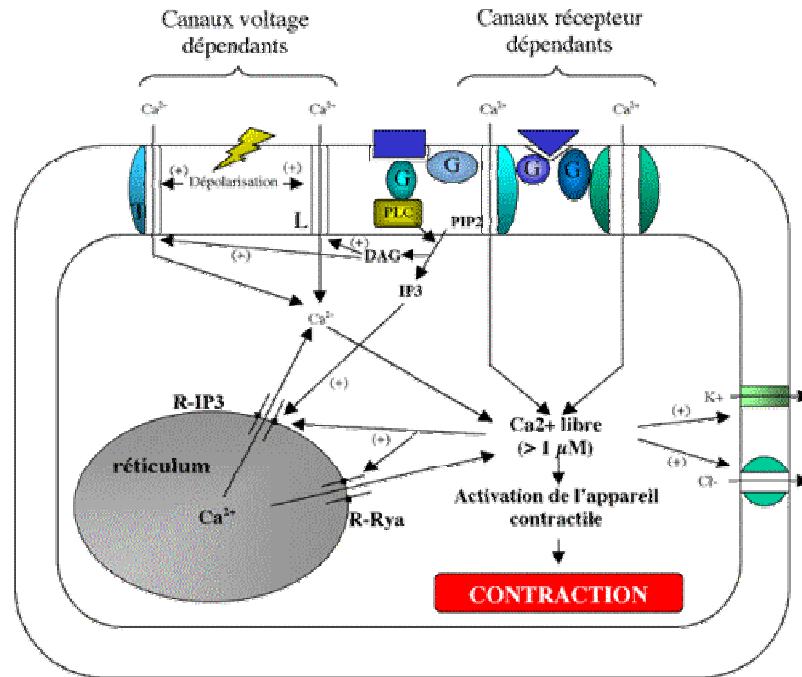 Canaux voltage
dépendants
Canaux récepteur
dépendants
Ca²⁺
Ca²⁺
Ca²⁺
Ca²⁺
(+)
Dépolarisation
(+)
L
G
G
G
G
PLC
PIP2
(+)
DAG
(+)
IP3
Ca²⁺
(+)
R-IP3
réticulum
Ca²⁺
(+)
R-Rya
Ca2+ libre
(> 1 µM)
(+)
K+
(+)
Cl-
Activation de l'appareil
contractile
CONTRACTION